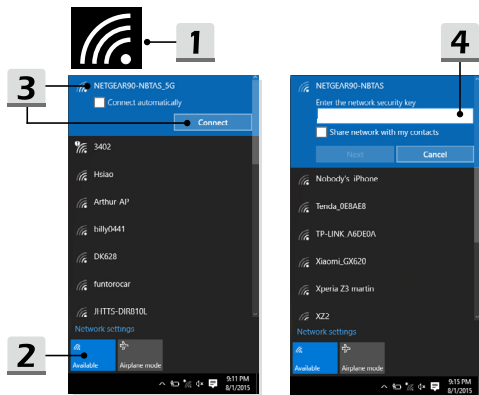 1
3
NETGEAR90-NBTAS_5G
Connect automatically
Connect
3402
Hsiao
Arthur AP
billy0441
DK628
funtorocar
JHTTS-DIR810L
Network settings
2
Available
Airplane mode
9:11 PM
8/1/2015
4
NETGEAR90-NBTAS
Enter the network security key
Share network with my contacts
Next
Cancel
Nobody's iPhone
Tenda_0E8AE8
TP-LINK_A6DE0A
Xiaomi_GX620
Xperia Z3 martin
XZ2
Network settings
Available
Airplane mode
9:15 PM
8/1/2015